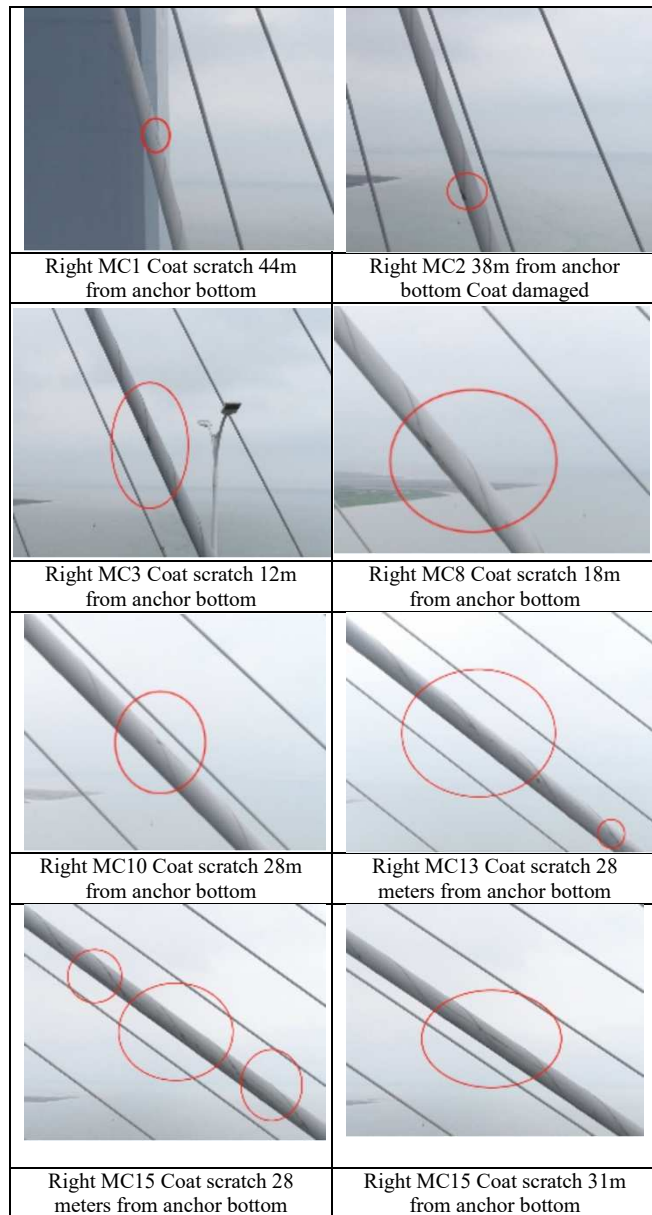 Right MC1 Coat scratch 44m
from anchor bottom
Right MC2 38m from anchor
bottom Coat damaged
Right MC3 Coat scratch 12m
from anchor bottom
Right MC8 Coat scratch 18m
from anchor bottom
Right MC10 Coat scratch 28m
from anchor bottom
Right MC13 Coat scratch 28
meters from anchor bottom
Right MC15 Coat scratch 28
meters from anchor bottom
Right MC15 Coat scratch 31m
from anchor bottom